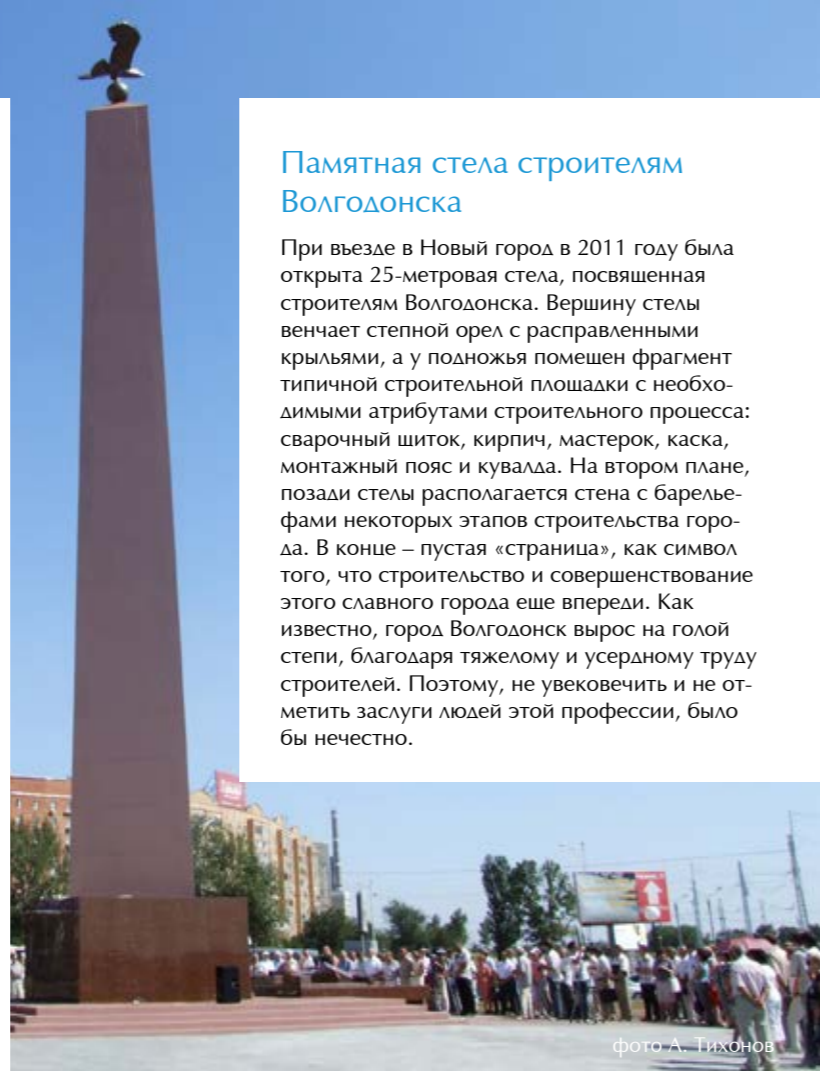 Памятная стела строителям
Волгодонска
При въезде в Новый город в 2011 году была
открыта 25-метровая стела, посвященная
строителям Волгодонска. Вершину стелы
венчает степной орел с расправленными
крыльями, а у подножья помещен фрагмент
типичной строительной площадки с необхо-
димыми атрибутами строительного процесса:
сварочный щиток, кирпич, мастерок, каска,
монтажный пояс и кувалда. На втором плане,
позади стелы располагается стена с барелье-
фами некоторых этапов строительства горо-
да. В конце – пустая «страница», как символ
того, что строительство и совершенствование
этого славного города еще впереди. Как
известно, город Волгодонск вырос на голой
степи, благодаря тяжелому и усердному труду
строителей. Поэтому, не увековечить и не от-
метить заслуги людей этой профессии, было
бы нечестно.
фото А. Тихонов